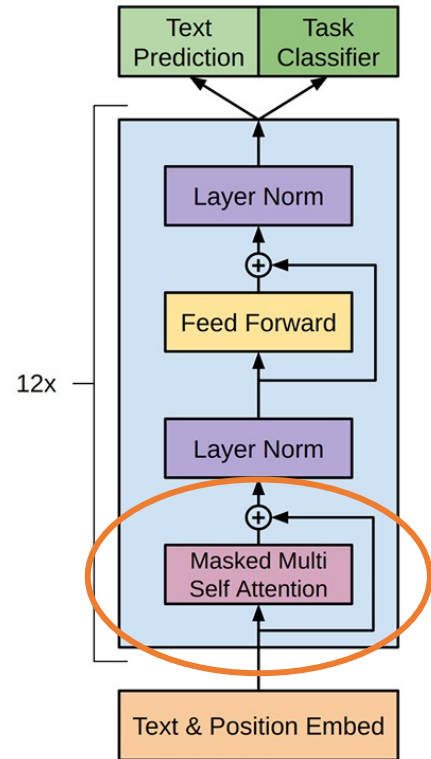 Text
Prediction
Task
Classifier
Layer Norm
+
Feed Forward
12x
Layer Norm
+
Masked Multi
Self Attention
Text & Position Embed